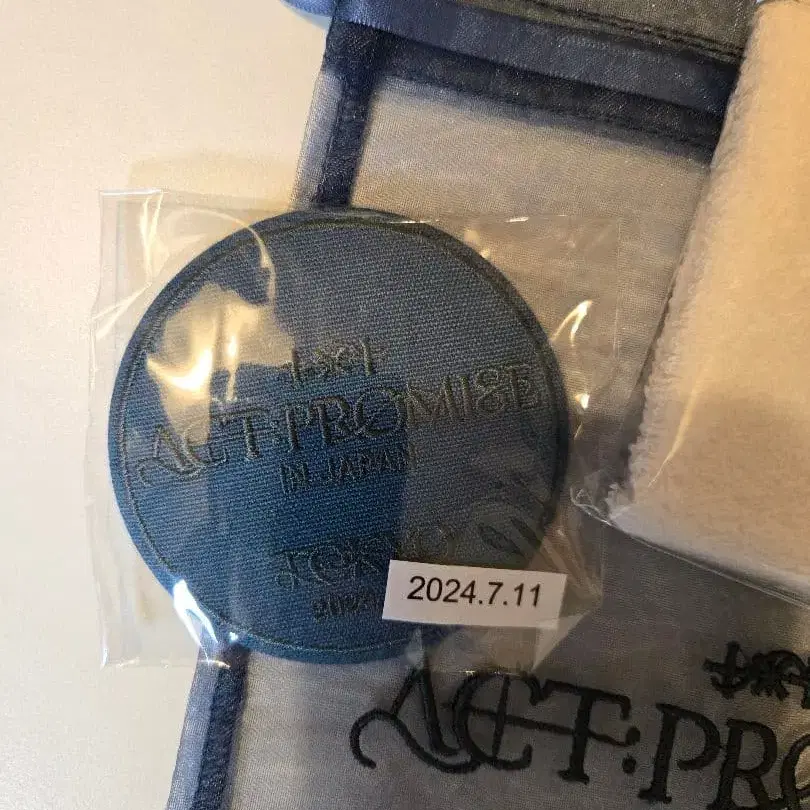 ACT:PROMISE
IN JAPAN
TOKYO
2024.7.11
ACT:PRO